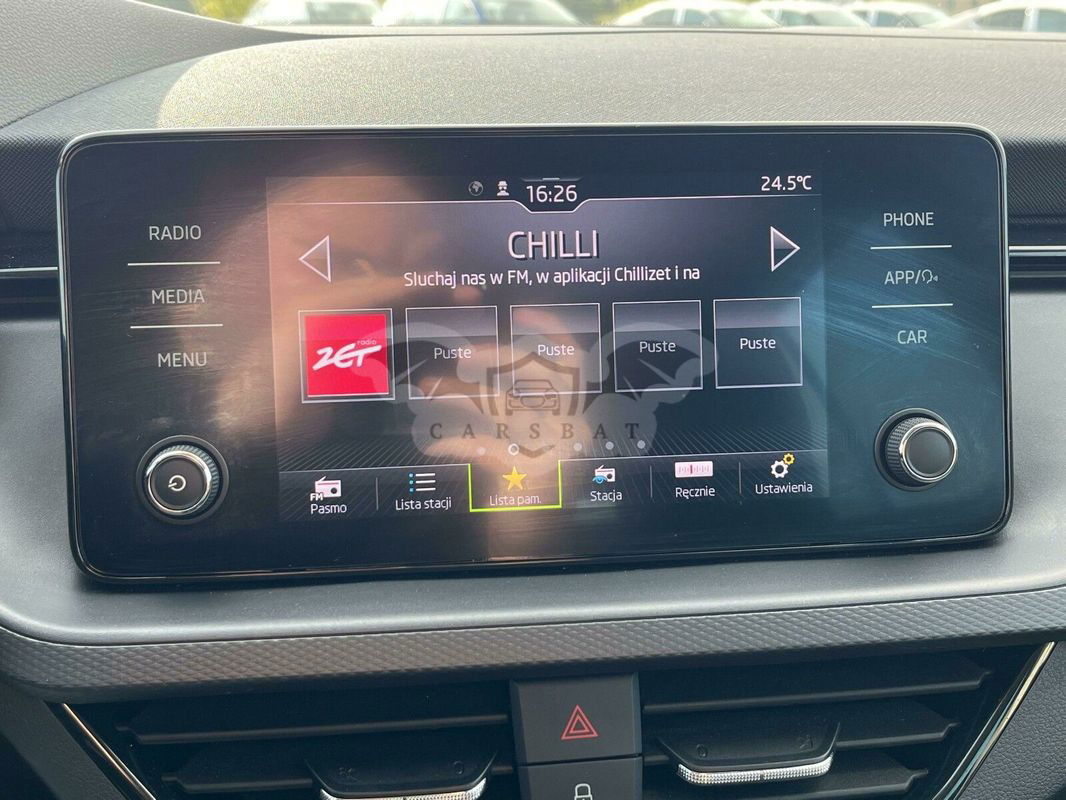 16:26
24.5°C
RADIO
MEDIA
MENU
CHILLI
Sluchaj nas w FM, w aplikacji Chillizet i na
radio
ZET
Puste
Puste
Puste
Puste
CARSBAT
FM
Pasmo
Lista stacji
Lista pam.
Stacja
Ręcznie
Ustawienia
PHONE
APP/
CAR